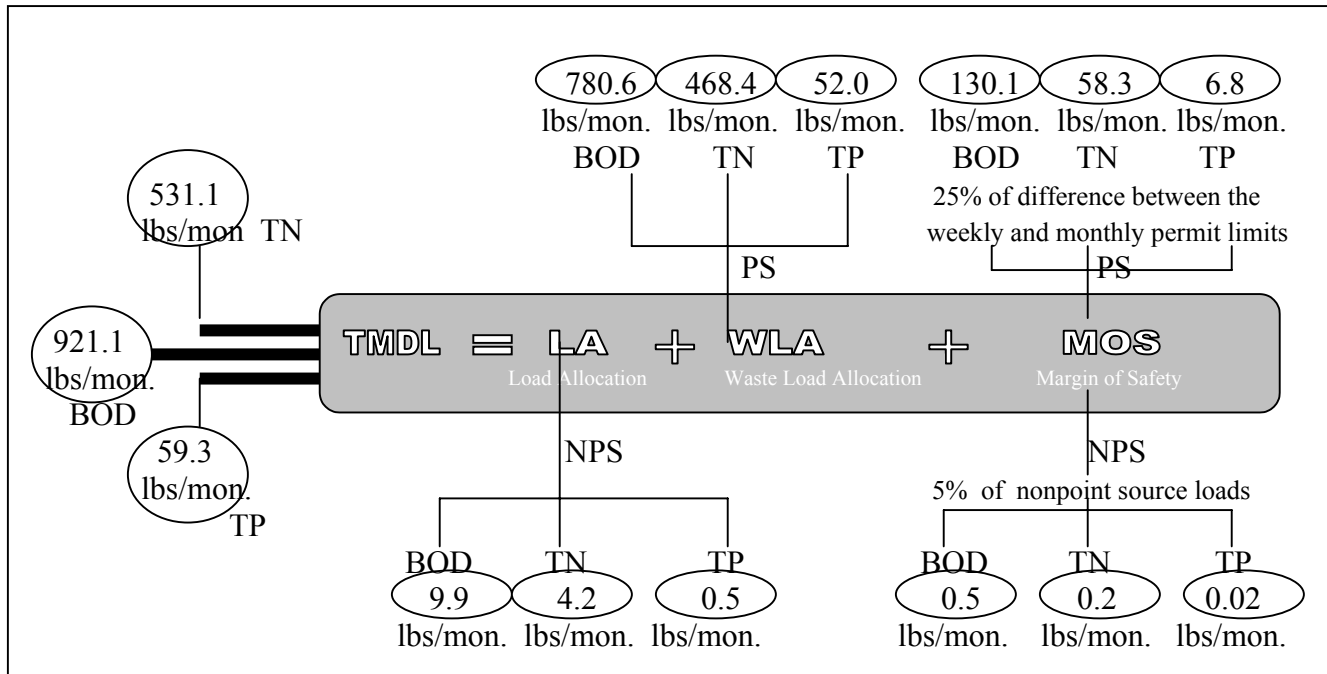 780.6 468.4 52.0 130.1 58.3 6.8
lbs/mon. lbs/mon. lbs/mon. lbs/mon. lbs/mon. lbs/mon.
BOD TN TP BOD TN TP
25% of difference between the
weekly and monthly permit limits
PS PS
531.1
lbs/mon TN
921.1
lbs/mon.
BOD
59.3
lbs/mon.
TP
TMDL = LA + WLA + MOS
Load Allocation Waste Load Allocation Margin of Safety
NPS NPS
5% of nonpoint source loads
BOD TN TP BOD TN TP
9.9 4.2 0.5 0.5 0.2 0.02
lbs/mon. lbs/mon. lbs/mon. lbs/mon. lbs/mon. lbs/mon.